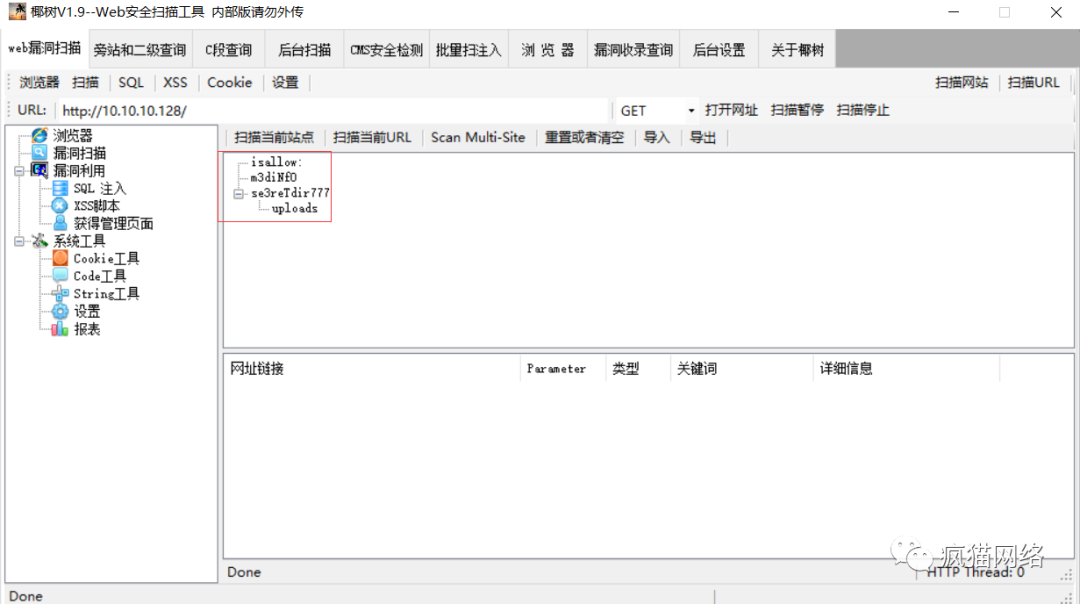 椰树V1.9--Web安全扫描工具 内部版请勿外传
web漏洞扫描 旁站和二级查询 C段查询 后台扫描 CMS安全检测 批量扫注入 浏 览 器 漏洞收录查询 后台设置 关于椰树
浏览器 扫描 SQL XSS Cookie 设置 扫描网站 扫描URL
URL: http://10.10.10.128/ GET 打开网址 扫描暂停 扫描停止
扫描当前站点 扫描当前URL Scan Multi-Site 重置或者清空 导入 导出
浏览器
漏洞扫描
漏洞利用
SQL 注入
XSS脚本
获得管理页面
系统工具
Cookie工具
Code工具
String工具
设置
报表
isallow:
m3diNf0
se3reTdir777
uploads
网址链接 Parameter 类型 关键词 详细信息
疯猫网络
Done HTTP Thread: 0
Done